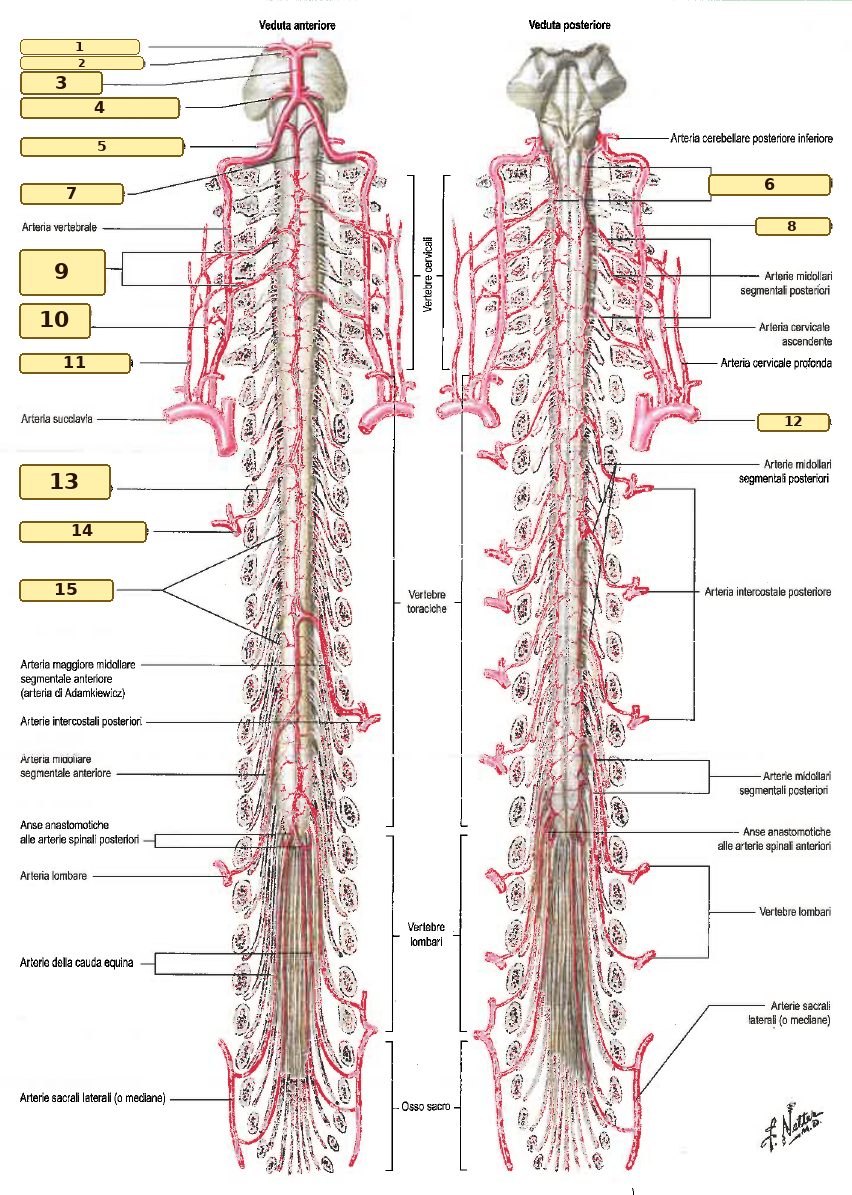 Veduta anteriore
Veduta posteriore
1
2
3
4
5
7
Arteria vertebrale
9
10
11
Arteria succlavia
13
14
15
Arteria maggiore midollare
segmentale anteriore
(arteria di Adamkiewicz)
Arterie intercostali posteriori
Arteria midollare
segmentale anteriore
Anse anastomotiche
alle arterie spinali posteriori
Arteria lombare
Arterie della cauda equina
Arterie sacrali laterali (o mediane)
Vertebre cervicali
Vertebre
toraciche
Vertebre
lombari
Osso sacro
Arteria cerebellare posteriore inferiore
6
8
Arterie midollari
segmentali posteriori
Arteria cervicale
ascendente
Arteria cervicale profonda
12
Arterie midollari
segmentali posteriori
Arteria intercostale posteriore
Arterie midollari
segmentali posteriori
Anse anastomotiche
alle arterie spinali anteriori
Vertebre lombari
Arterie sacrali
laterali (o mediane)
F. Netter
M.D.